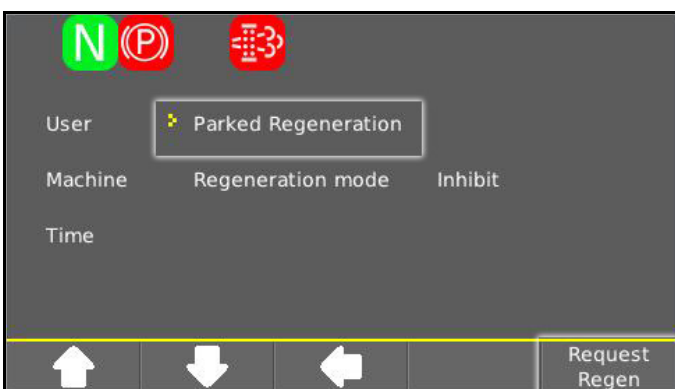 N (P)
User Parked Regeneration
Machine Regeneration mode Inhibit
Time
Request
Regen